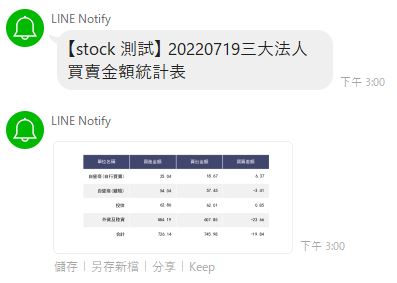 LINE Notify
【stock 測試】20220719三大法人
買賣金額統計表
下午 3:00
LINE Notify
單位名稱 買進金額 賣出金額 買賣差額
自營商(自行買賣) 25.04 18.67 6.37
自營商(避險) 54.04 57.45 -3.41
投信 62.86 62.01 0.85
外資及陸資 584.19 607.85 -23.66
合計 726.14 745.98 -19.84
下午 3:00
儲存 | 另存新檔 | 分享 | Keep